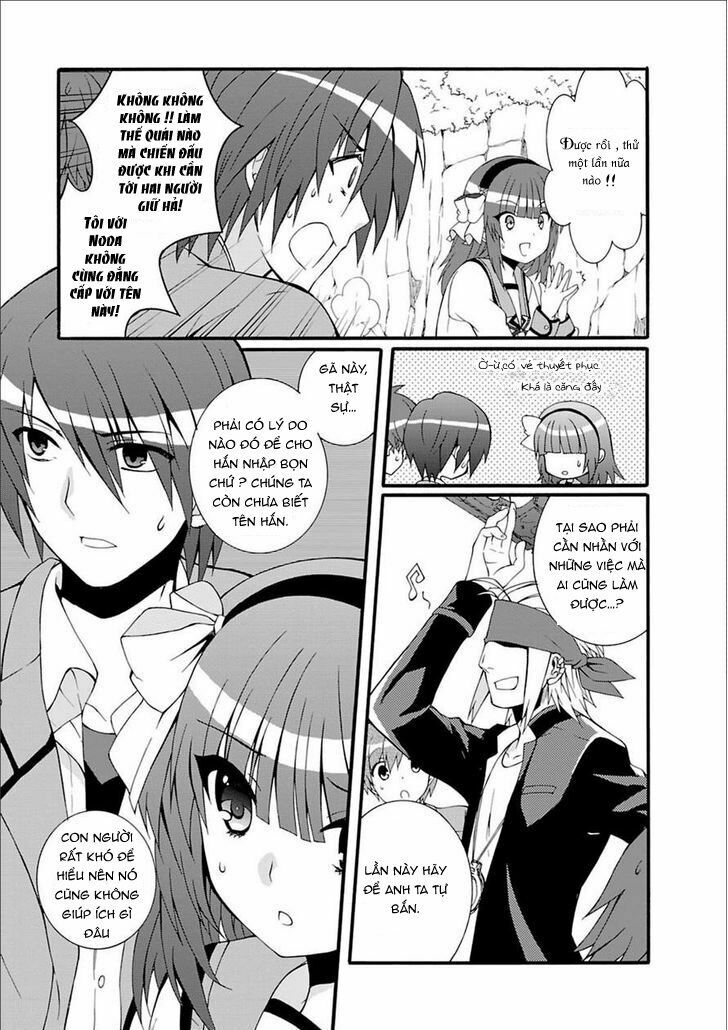 Được rồi , thử
một lần nữa
nào !!
Không không
không !! Làm
thế quái nào
mà chiến đấu
được khi cần
tới hai người
giữ hả!
Tôi với
Noda
không
cùng đẳng
cấp với tên
này!
Ờ-ừ,có vẻ thuyết phục
Khá là căng đấy
TẠI SAO PHẢI
CẰN NHẰN VỚI
NHỮNG VIỆC MÀ
AI CŨNG LÀM
ĐƯỢC...?
LẦN NÀY HÃY
ĐỂ ANH TA TỰ
BẮN.
GÃ NÀY,
THẬT
SỰ...
PHẢI CÓ LÝ DO
NÀO ĐÓ ĐỂ CHO
HẮN NHẬP BỌN
CHỨ ? CHÚNG TA
CÒN CHƯA BIẾT
TÊN HẮN.
CON NGƯỜI
RẤT KHÓ ĐỂ
HIỂU NÊN NÓ
CŨNG KHÔNG
GIÚP ÍCH GÌ
ĐÂU